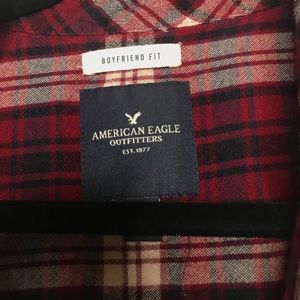 BOYFRIEND FIT
AMERICAN EAGLE
OUTFITTERS
EST. 1977